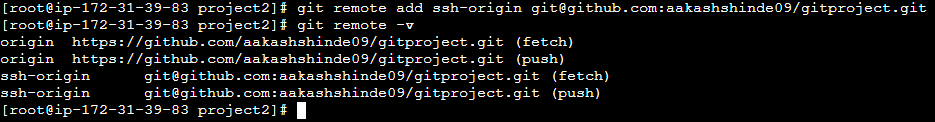 [root@ip-172-31-39-83 project2]# git remote add ssh-origin git@github.com:aakashshinde09/gitproject.git
[root@ip-172-31-39-83 project2]# git remote -v
origin  https://github.com/aakashshinde09/gitproject.git (fetch)
origin  https://github.com/aakashshinde09/gitproject.git (push)
ssh-origin      git@github.com:aakashshinde09/gitproject.git (fetch)
ssh-origin      git@github.com:aakashshinde09/gitproject.git (push)
[root@ip-172-31-39-83 project2]#